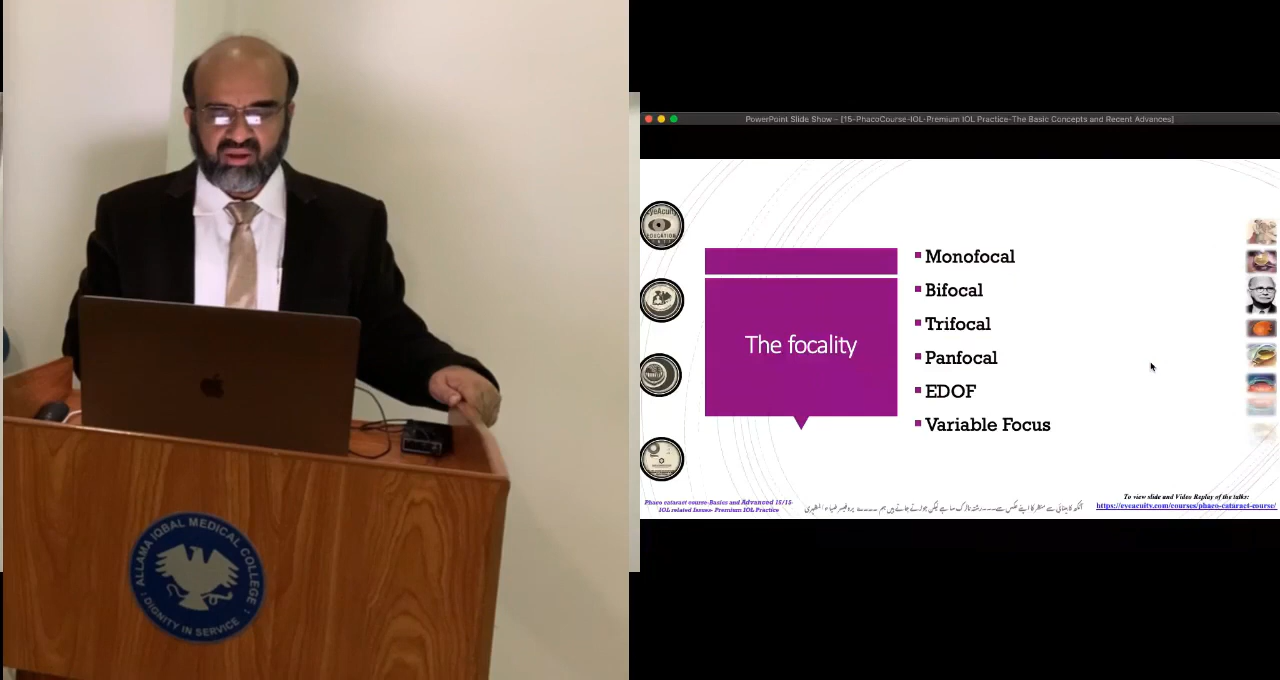 ALLAMA IQBAL MEDICAL COLLEGE
DIGNITY IN SERVICE
PowerPoint Slide Show – [15-PhacoCourse-IOL-Premium IOL Practice-The Basic Concepts and Recent Advances]
EyeAcuity
EDUCATION
The focality
Monofocal
Bifocal
Trifocal
Panfocal
EDOF
Variable Focus
Phaco cataract course-Basics and Advanced 15/15-
IOL related Issues- Premium IOL Practice
To view slide and Video Replay of the talks:
https://eyeacuity.com/courses/phaco-cataract-course/